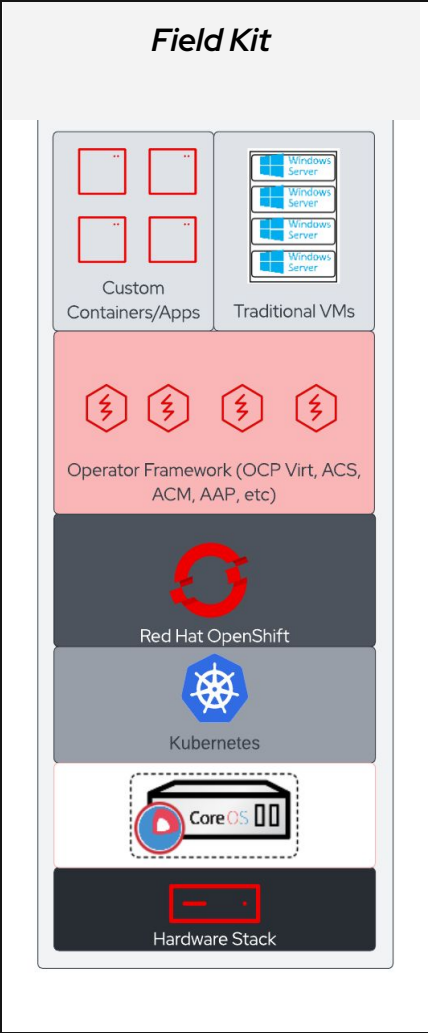 Field Kit
Windows
Server
Windows
Server
Windows
Server
Windows
Server
Custom
Containers/Apps
Traditional VMs
Operator Framework (OCP Virt, ACS,
ACM, AAP, etc)
Red Hat OpenShift
Kubernetes
CoreOS
Hardware Stack